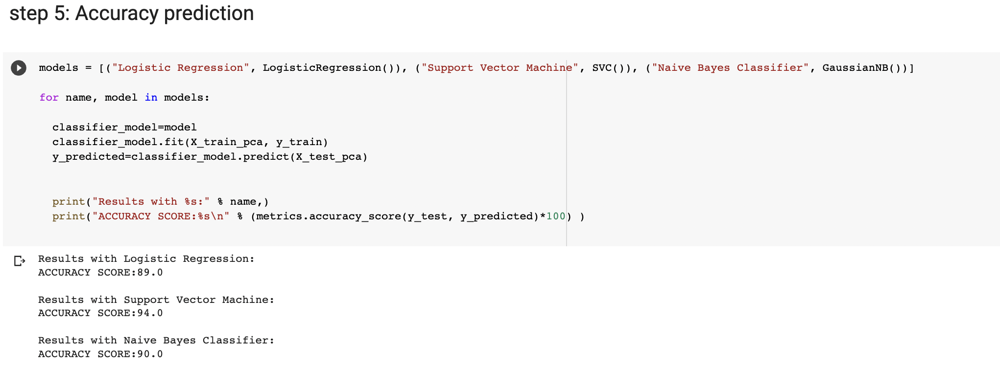 step 5: Accuracy prediction
models = [("Logistic Regression", LogisticRegression()), ("Support Vector Machine", SVC()), ("Naive Bayes Classifier", GaussianNB())]
for name, model in models:
  classifier_model=model
  classifier_model.fit(X_train_pca, y_train)
  y_predicted=classifier_model.predict(X_test_pca)
  print("Results with %s:" % name,)
  print("ACCURACY SCORE:%s\n" % (metrics.accuracy_score(y_test, y_predicted)*100) )
Results with Logistic Regression:
ACCURACY SCORE:89.0
Results with Support Vector Machine:
ACCURACY SCORE:94.0
Results with Naive Bayes Classifier:
ACCURACY SCORE:90.0